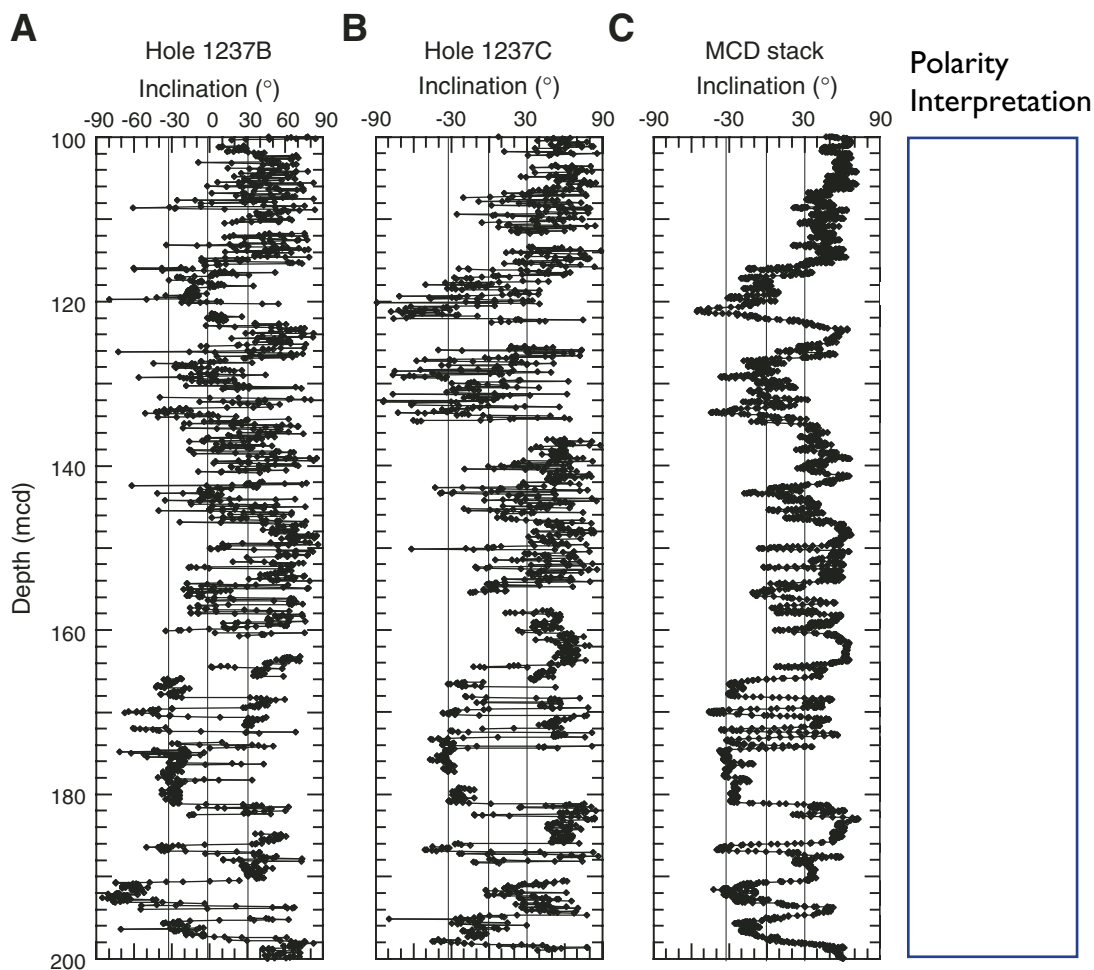 A
Hole 1237B
Inclination (°)
-90 -60 -30 0 30 60 90
B
Hole 1237C
Inclination (°)
-90 -30 30 90
C
MCD stack
Inclination (°)
-90 -30 30 90
Polarity
Interpretation
Depth (mcd)
100
120
140
160
180
200